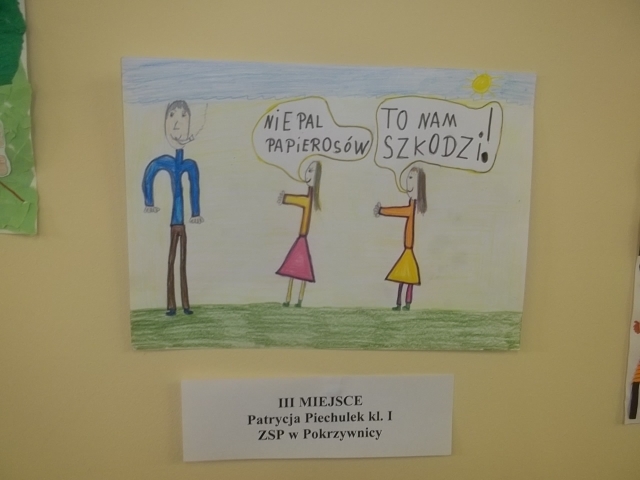 NIE PAL
PAPIEROSÓW
TO NAM
SZKODZI!
III MIEJSCE
Patrycja Piechulek kl. I
ZSP w Pokrzywnicy